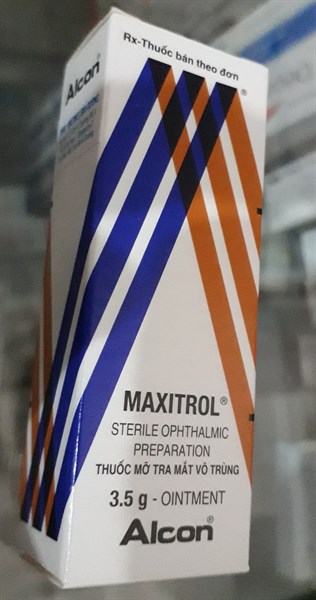 Rx-Thuốc bán theo đơn
Alcon®
MAXITROL®
STERILE OPHTHALMIC
PREPARATION
THUỐC MỠ TRA MẮT VÔ TRÙNG
3.5 g - OINTMENT
Alcon®